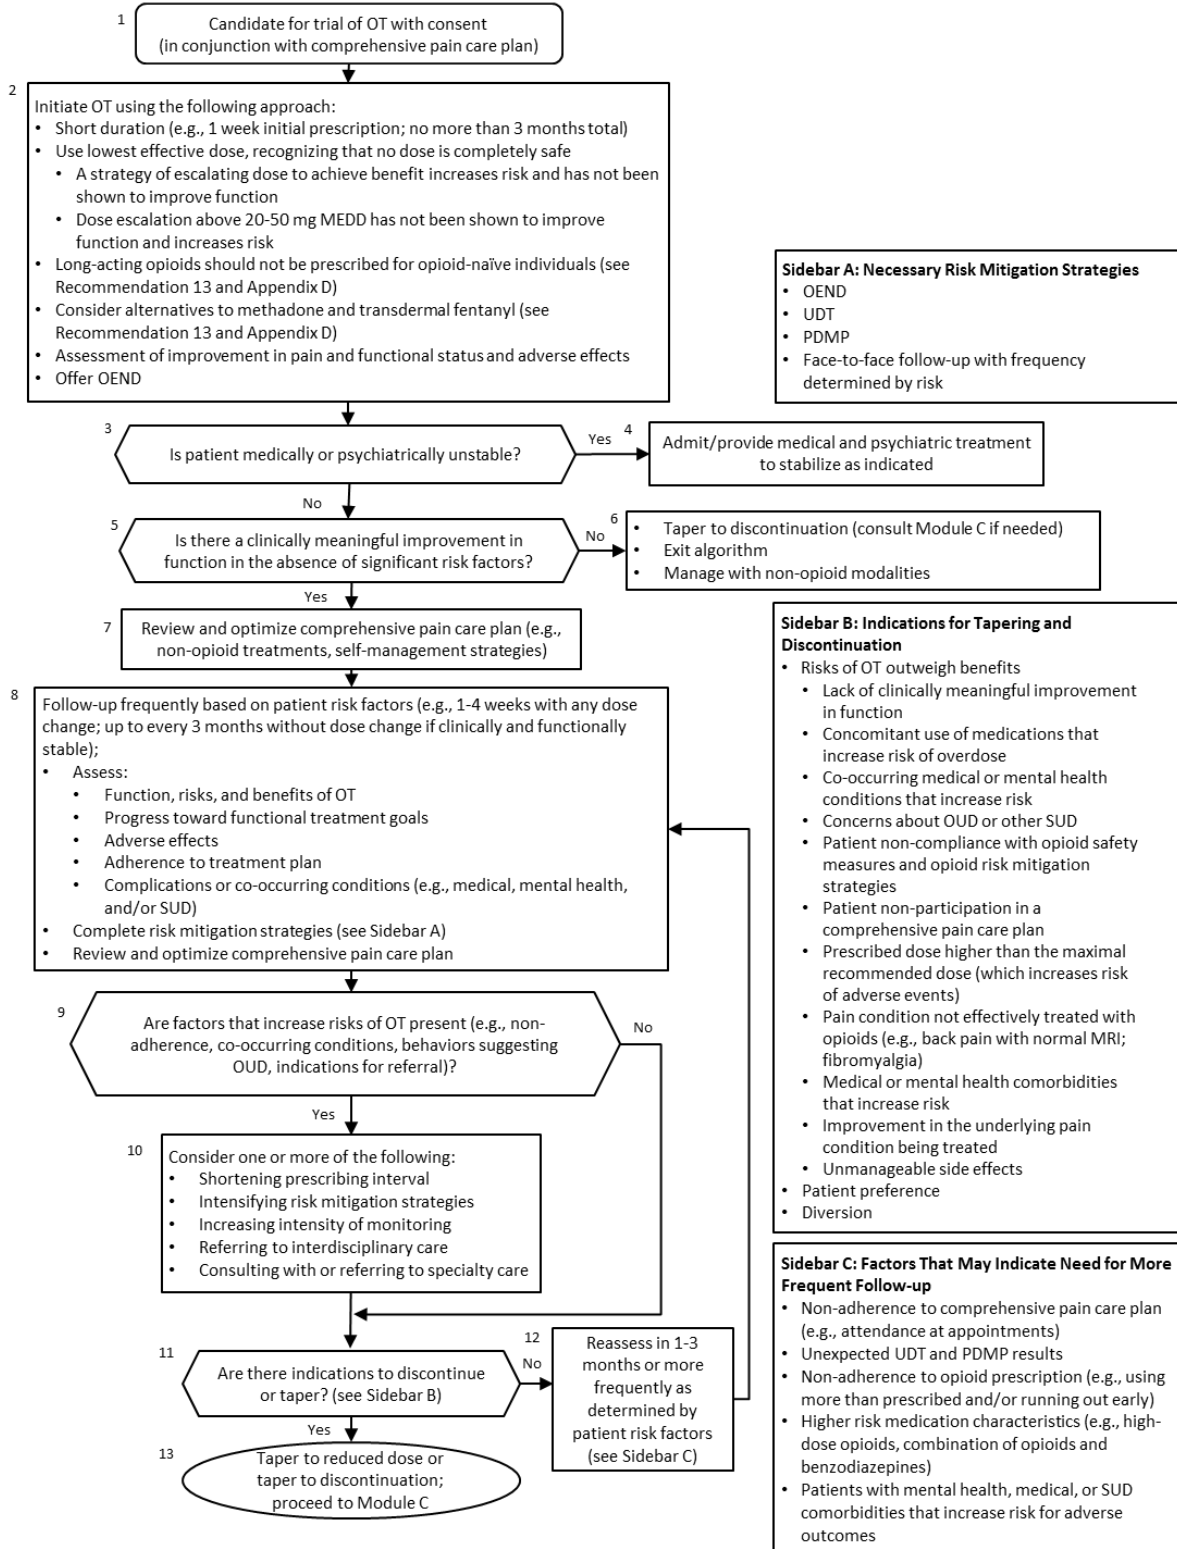 1
Candidate for trial of OT with consent
(in conjunction with comprehensive pain care plan)
2
Initiate OT using the following approach:
• Short duration (e.g., 1 week initial prescription; no more than 3 months total)
• Use lowest effective dose, recognizing that no dose is completely safe
• A strategy of escalating dose to achieve benefit increases risk and has not been
shown to improve function
• Dose escalation above 20-50 mg MEDD has not been shown to improve
function and increases risk
• Long-acting opioids should not be prescribed for opioid-naïve individuals (see
Recommendation 13 and Appendix D)
• Consider alternatives to methadone and transdermal fentanyl (see
Recommendation 13 and Appendix D)
• Assessment of improvement in pain and functional status and adverse effects
• Offer OEND
Sidebar A: Necessary Risk Mitigation Strategies
• OEND
• UDT
• PDMP
• Face-to-face follow-up with frequency
determined by risk
3
Is patient medically or psychiatrically unstable?
Yes
4
Admit/provide medical and psychiatric treatment
to stabilize as indicated
No
5
Is there a clinically meaningful improvement in
function in the absence of significant risk factors?
No
6
• Taper to discontinuation (consult Module C if needed)
• Exit algorithm
• Manage with non-opioid modalities
Yes
7
Review and optimize comprehensive pain care plan (e.g.,
non-opioid treatments, self-management strategies)
8
Follow-up frequently based on patient risk factors (e.g., 1-4 weeks with any dose
change; up to every 3 months without dose change if clinically and functionally
stable);
• Assess:
• Function, risks, and benefits of OT
• Progress toward functional treatment goals
• Adverse effects
• Adherence to treatment plan
• Complications or co-occurring conditions (e.g., medical, mental health,
and/or SUD)
• Complete risk mitigation strategies (see Sidebar A)
• Review and optimize comprehensive pain care plan
Sidebar B: Indications for Tapering and
Discontinuation
• Risks of OT outweigh benefits
• Lack of clinically meaningful improvement
in function
• Concomitant use of medications that
increase risk of overdose
• Co-occurring medical or mental health
conditions that increase risk
• Concerns about OUD or other SUD
• Patient non-compliance with opioid safety
measures and opioid risk mitigation
strategies
• Patient non-participation in a
comprehensive pain care plan
• Prescribed dose higher than the maximal
recommended dose (which increases risk
of adverse events)
• Pain condition not effectively treated with
opioids (e.g., back pain with normal MRI;
fibromyalgia)
• Medical or mental health comorbidities
that increase risk
• Improvement in the underlying pain
condition being treated
• Unmanageable side effects
• Patient preference
• Diversion
9
Are factors that increase risks of OT present (e.g., non-
adherence, co-occurring conditions, behaviors suggesting
OUD, indications for referral)?
No
Yes
10
Consider one or more of the following:
• Shortening prescribing interval
• Intensifying risk mitigation strategies
• Increasing intensity of monitoring
• Referring to interdisciplinary care
• Consulting with or referring to specialty care
11
Are there indications to discontinue
or taper? (see Sidebar B)
No
12
Reassess in 1-3
months or more
frequently as
determined by
patient risk factors
(see Sidebar C)
Yes
13
Taper to reduced dose or
taper to discontinuation;
proceed to Module C
Sidebar C: Factors That May Indicate Need for More
Frequent Follow-up
• Non-adherence to comprehensive pain care plan
(e.g., attendance at appointments)
• Unexpected UDT and PDMP results
• Non-adherence to opioid prescription (e.g., using
more than prescribed and/or running out early)
• Higher risk medication characteristics (e.g., high-
dose opioids, combination of opioids and
benzodiazepines)
• Patients with mental health, medical, or SUD
comorbidities that increase risk for adverse
outcomes